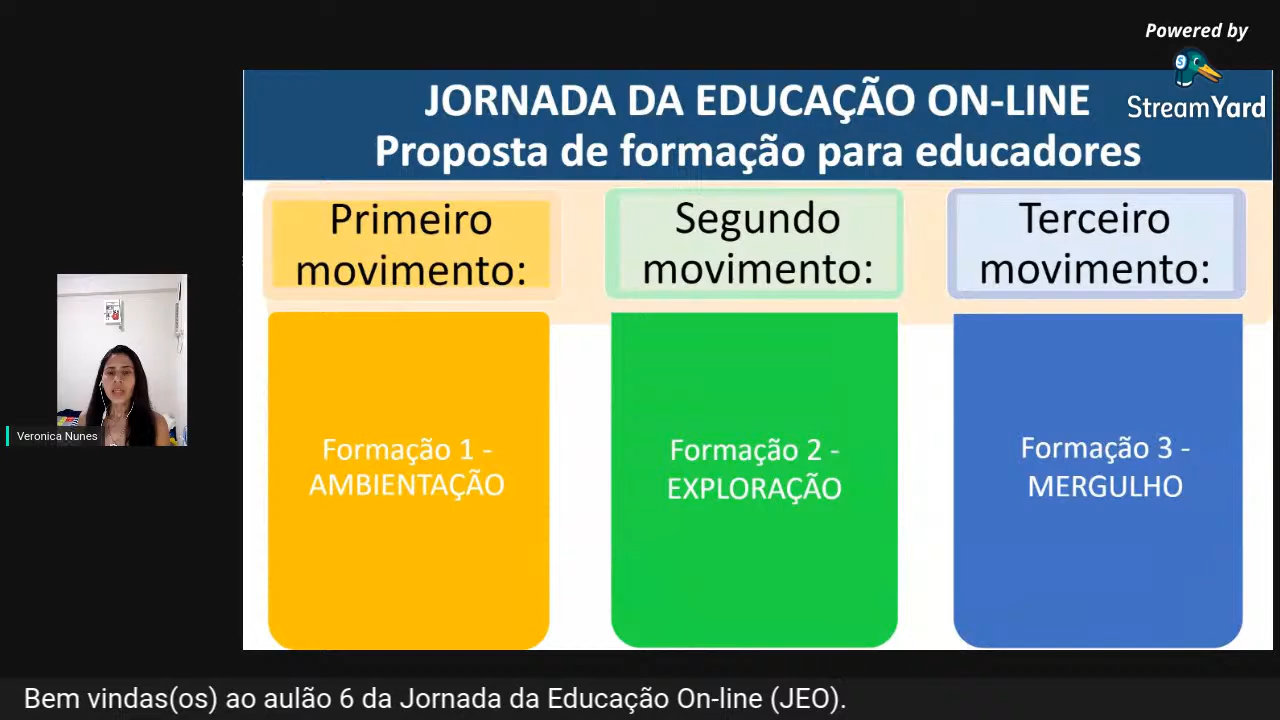 Powered by
StreamYard
JORNADA DA EDUCAÇÃO ON-LINE
Proposta de formação para educadores
Primeiro
movimento:
Segundo
movimento:
Terceiro
movimento:
Formação 1 -
AMBIENTAÇÃO
Formação 2 -
EXPLORAÇÃO
Formação 3 -
MERGULHO
Veronica Nunes
Bem vindas(os) ao aulão 6 da Jornada da Educação On-line (JEO).